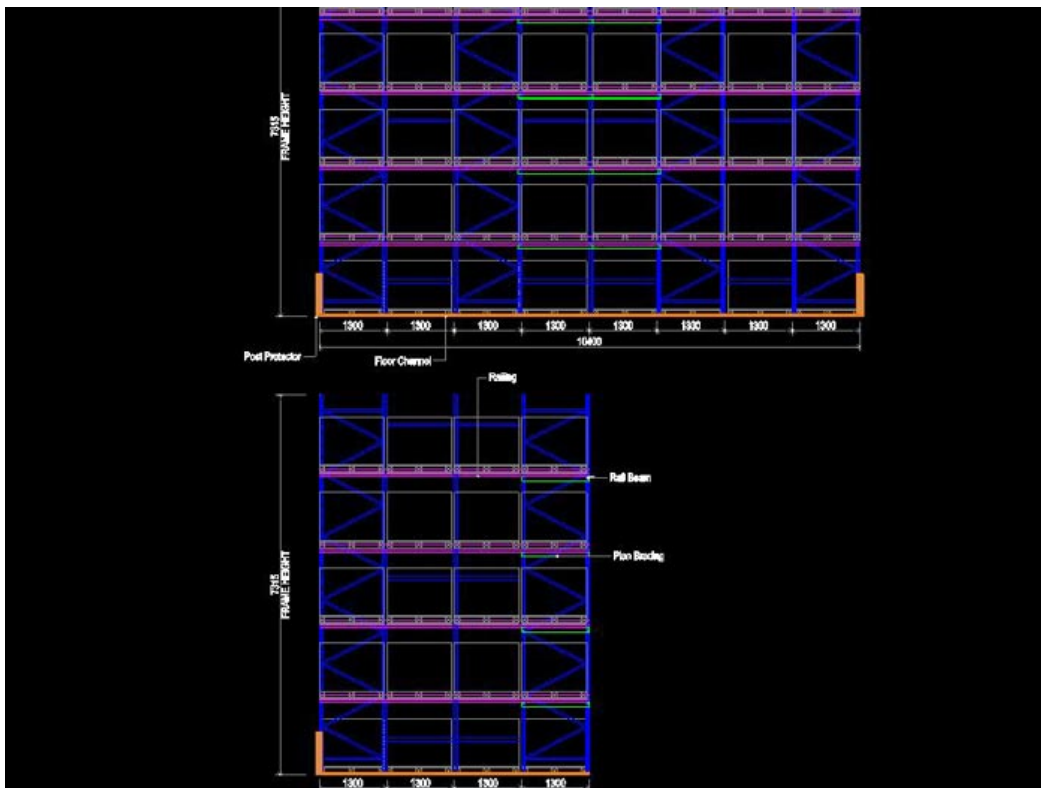 7315
FRAME HEIGHT
1300 1300 1300 1300 1300 1300 1300 1300
10400
Post Protector
Floor Channel
Railing
Rail Beam
Plan Bracing
7315
FRAME HEIGHT
1300 1300 1300 1300